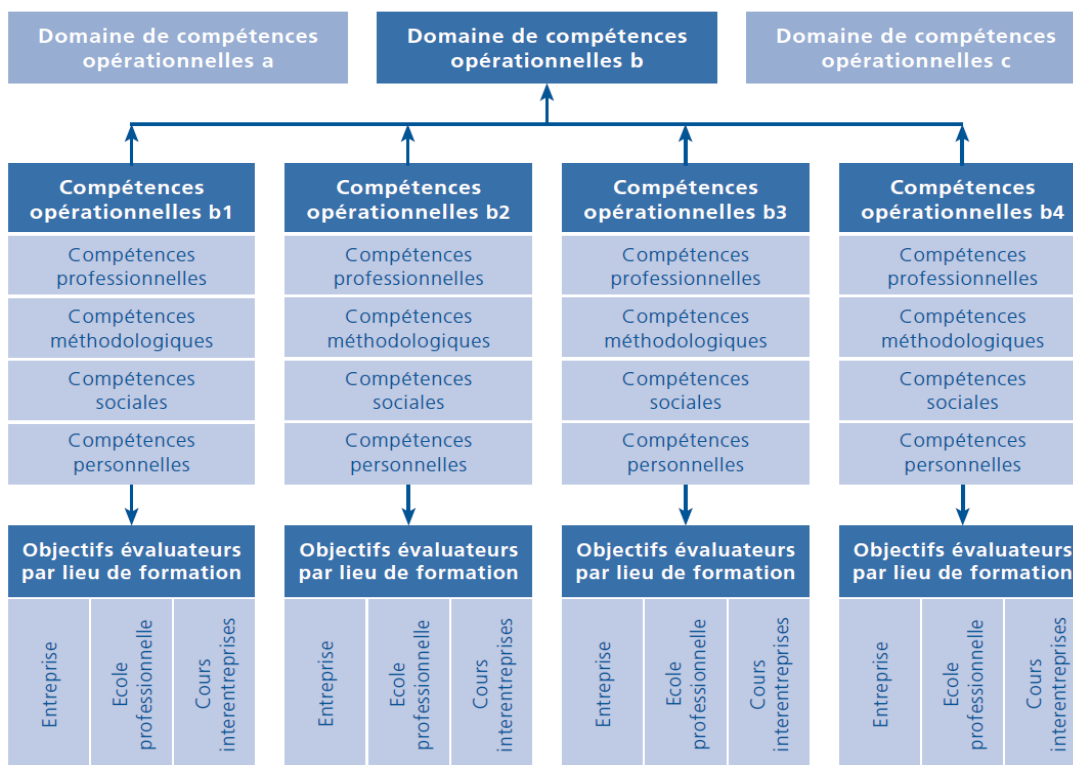 Domaine de compétences
opérationnelles a
Domaine de compétences
opérationnelles b
Domaine de compétences
opérationnelles c
Compétences
opérationnelles b1
Compétences
professionnelles
Compétences
méthodologiques
Compétences
sociales
Compétences
personnelles
Objectifs évaluateurs
par lieu de formation
Entreprise
Ecole
professionnelle
Cours
interentreprises
Compétences
opérationnelles b2
Compétences
professionnelles
Compétences
méthodologiques
Compétences
sociales
Compétences
personnelles
Objectifs évaluateurs
par lieu de formation
Entreprise
Ecole
professionnelle
Cours
interentreprises
Compétences
opérationnelles b3
Compétences
professionnelles
Compétences
méthodologiques
Compétences
sociales
Compétences
personnelles
Objectifs évaluateurs
par lieu de formation
Entreprise
Ecole
professionnelle
Cours
interentreprises
Compétences
opérationnelles b4
Compétences
professionnelles
Compétences
méthodologiques
Compétences
sociales
Compétences
personnelles
Objectifs évaluateurs
par lieu de formation
Entreprise
Ecole
professionnelle
Cours
interentreprises